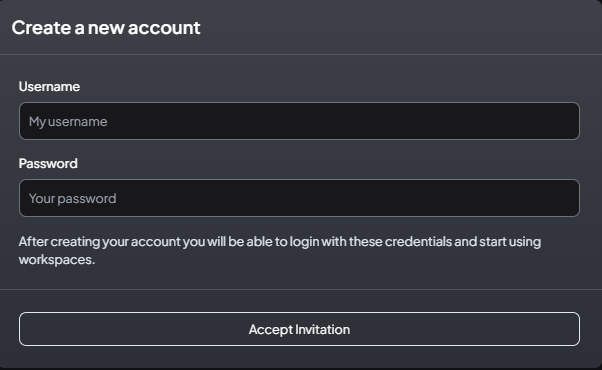 Create a new account
Username
My username
Password
Your password
After creating your account you will be able to login with these credentials and start using
workspaces.
Accept Invitation